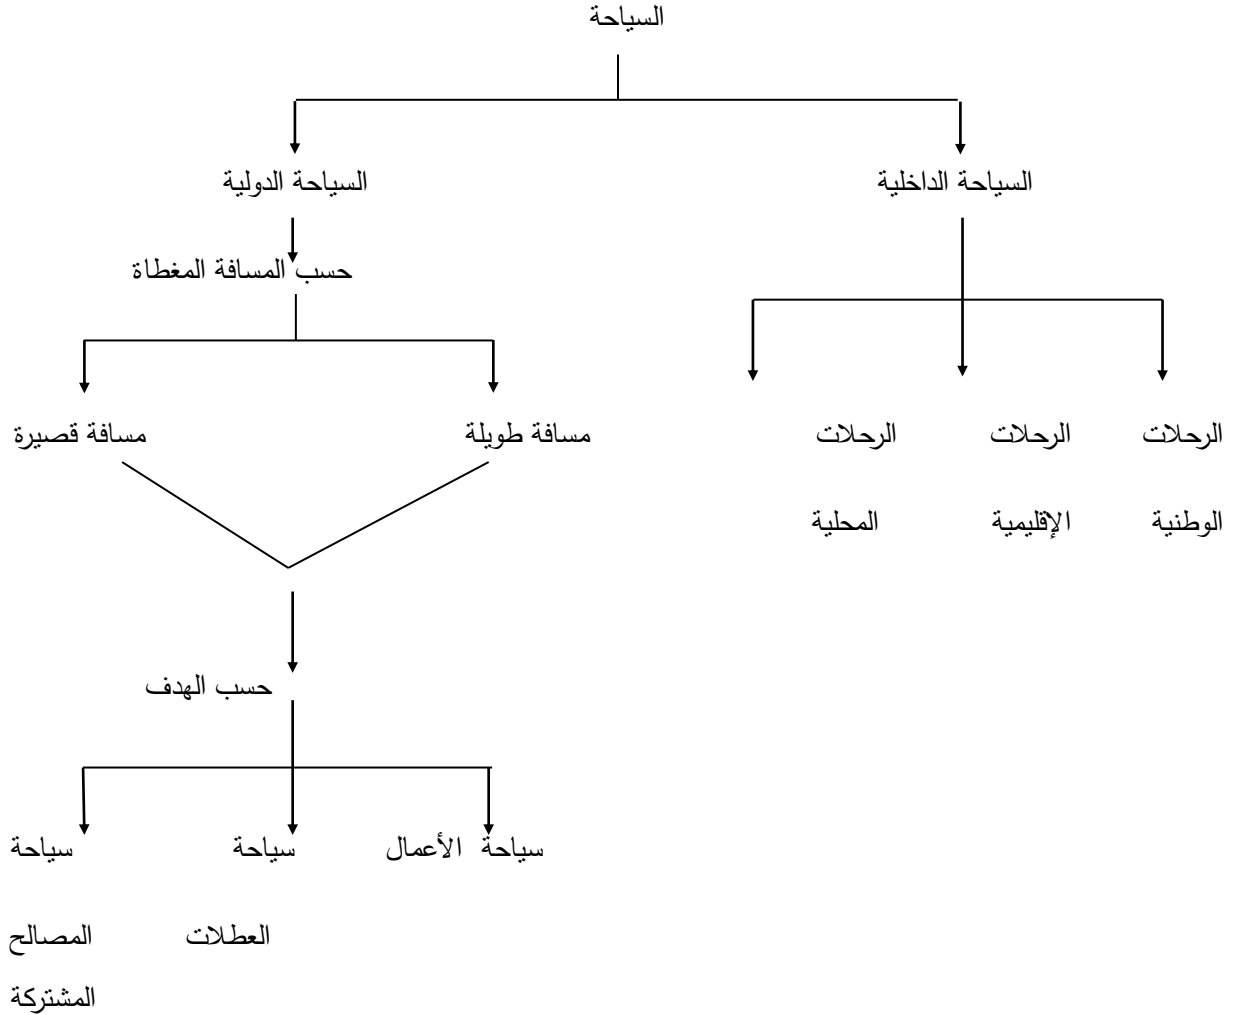 السياحة
السياحة الداخلية
السياحة الدولية
حسب المسافة المغطاة
الرحلات الرحلات الرحلات مسافة طويلة مسافة قصيرة
الوطنية الإقليمية المحلية
حسب الهدف
سياحة الأعمال سياحة سياحة
العطلات المصالح
المشتركة